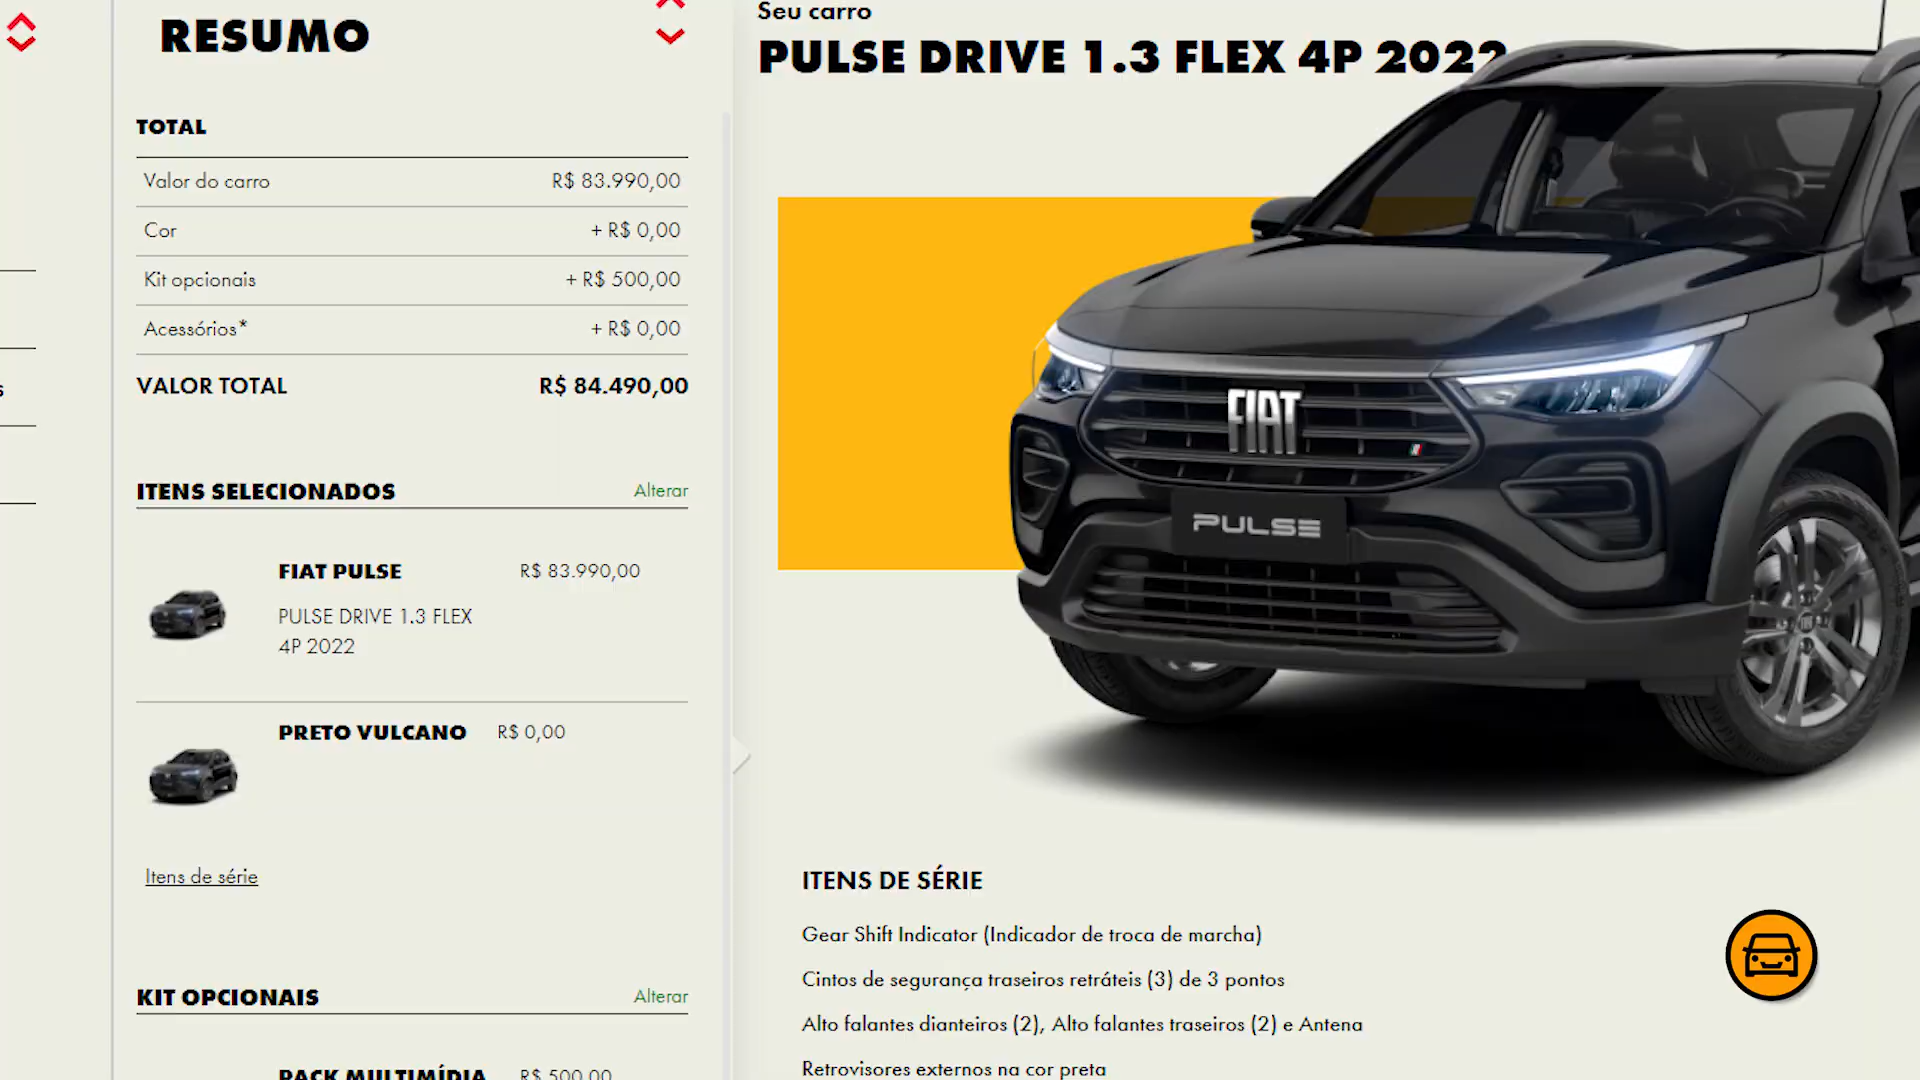 RESUMO
TOTAL
Valor do carro R$ 83.990,00
Cor + R$ 0,00
Kit opcionais + R$ 500,00
Acessórios* + R$ 0,00
VALOR TOTAL R$ 84.490,00
ITENS SELECIONADOS Alterar
FIAT PULSE R$ 83.990,00
PULSE DRIVE 1.3 FLEX
4P 2022
PRETO VULCANO R$ 0,00
Itens de série
KIT OPCIONAIS Alterar
PACK MULTIMÍDIA R$ 500,00
Seu carro
PULSE DRIVE 1.3 FLEX 4P 2022
FIAT
PULSE
ITENS DE SÉRIE
Gear Shift Indicator (Indicador de troca de marcha)
Cintos de segurança traseiros retráteis (3) de 3 pontos
Alto falantes dianteiros (2), Alto falantes traseiros (2) e Antena
Retrovisores externos na cor preta